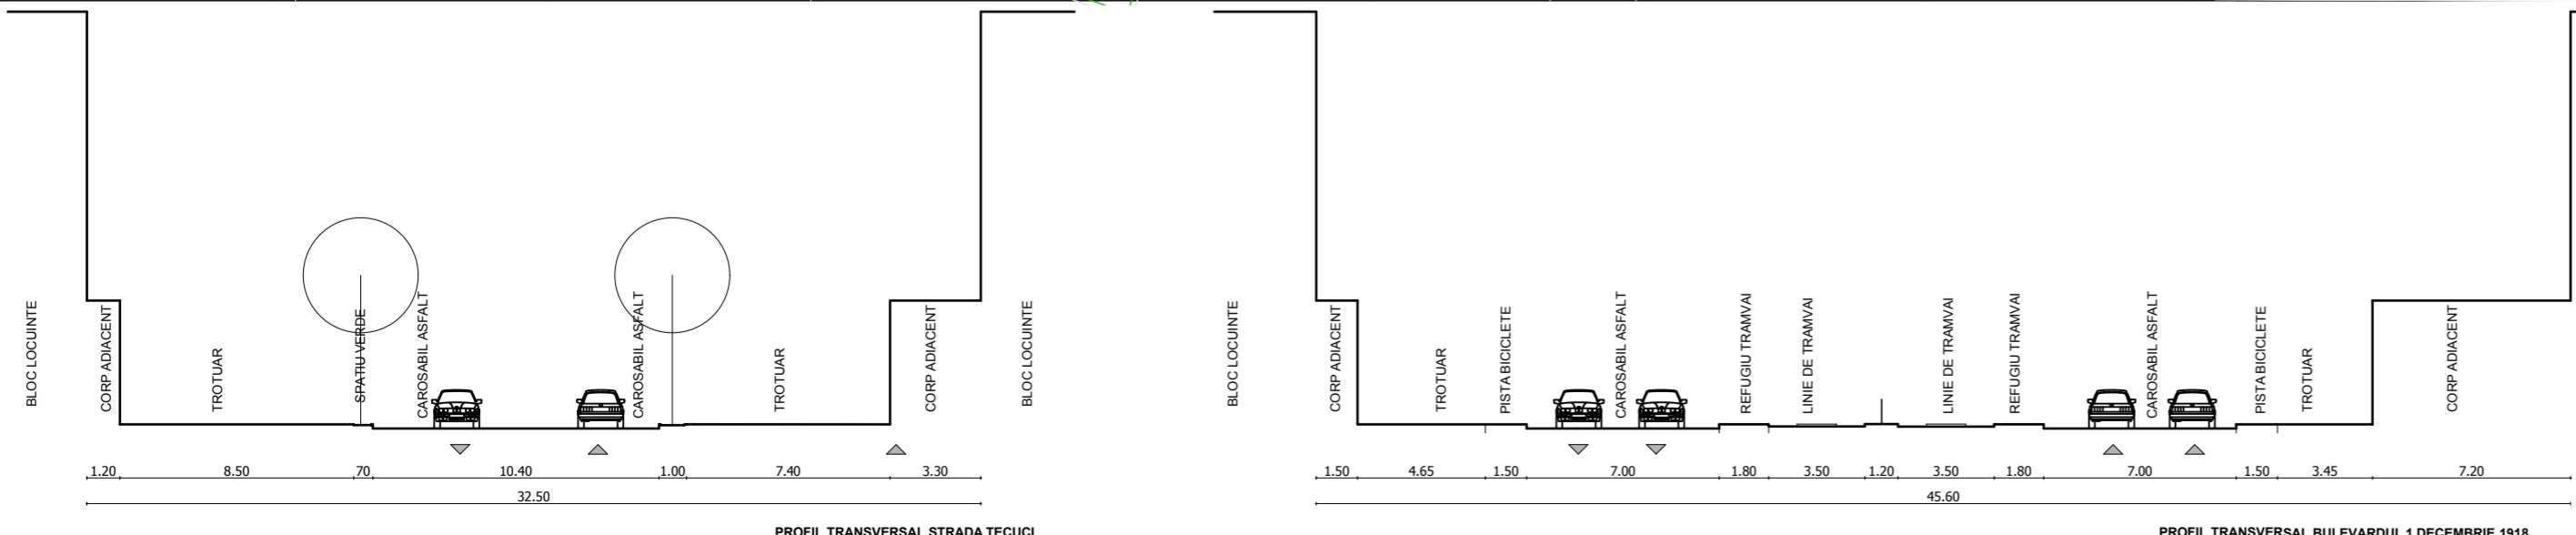 BLOC LOCUINTE
CORP ADIACENT
TROTUAR
SPATIU VERDE
CAROSABIL ASFALT
CAROSABIL ASFALT
TROTUAR
CORP ADIACENT
BLOC LOCUINTE
1.20 8.50 70 10.40 1.00 7.40 3.30
32.50
PROFIL TRANSVERSAL STRADA TECUCI
BLOC LOCUINTE
CORP ADIACENT
TROTUAR
PISTA BICICLETE
CAROSABIL ASFALT
REFUGIU TRAMVAI
LINIE DE TRAMVAI
LINIE DE TRAMVAI
REFUGIU TRAMVAI
CAROSABIL ASFALT
PISTA BICICLETE
TROTUAR
CORP ADIACENT
1.50 4.65 1.50 7.00 1.80 3.50 1.20 3.50 1.80 7.00 1.50 3.45 7.20
45.60
PROFIL TRANSVERSAL BULEVARDUL 1 DECEMBRIE 1918